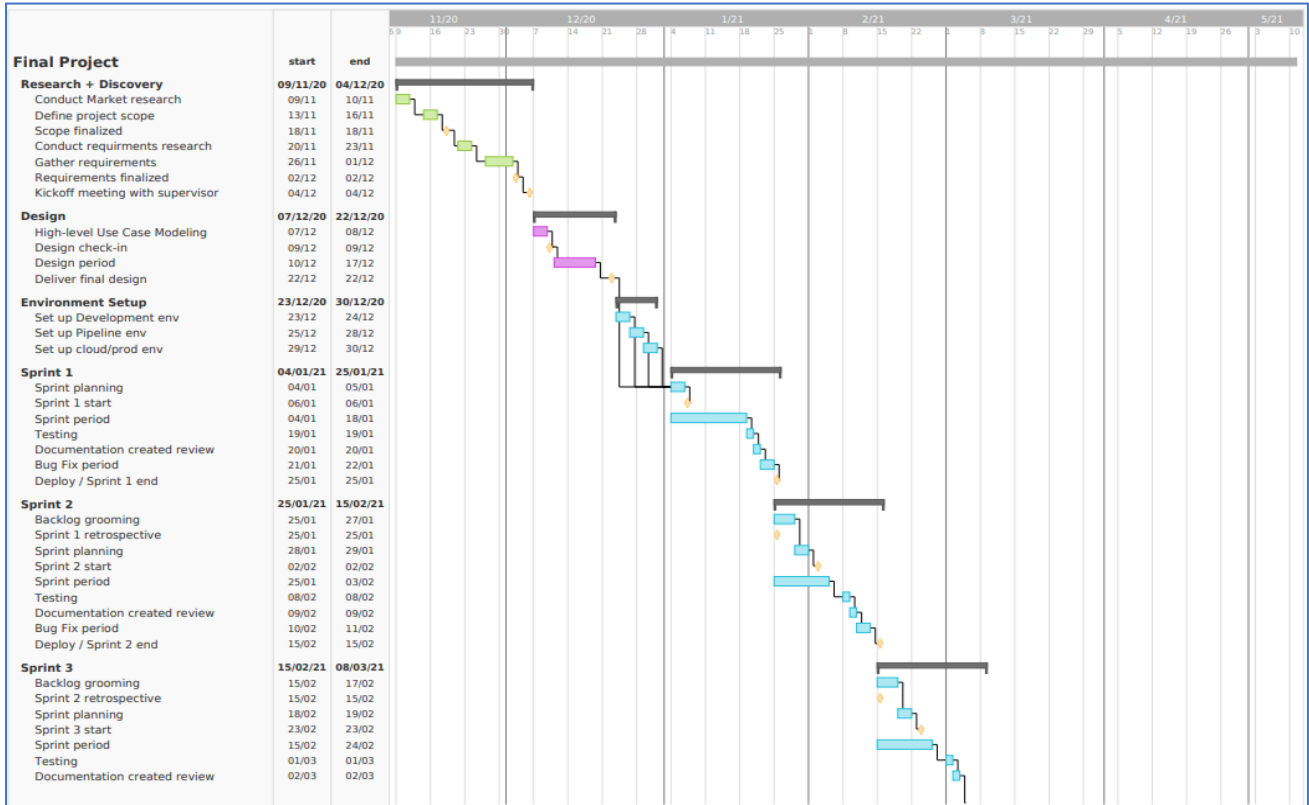 11/20 12/20 1/21 2/21 3/21 4/21 5/21
9 16 23 30 7 14 21 28 4 11 18 25 1 8 15 22 1 8 15 22 29 5 12 19 26 3 10
Final Project start end
Research + Discovery 09/11/20 04/12/20
Conduct Market research 09/11 10/11
Define project scope 13/11 16/11
Scope finalized 18/11 18/11
Conduct requirments research 20/11 23/11
Gather requirements 26/11 01/12
Requirements finalized 02/12 02/12
Kickoff meeting with supervisor 04/12 04/12
Design 07/12/20 22/12/20
High-level Use Case Modeling 07/12 08/12
Design check-in 09/12 09/12
Design period 10/12 17/12
Deliver final design 22/12 22/12
Environment Setup 23/12/20 30/12/20
Set up Development env 23/12 24/12
Set up Pipeline env 25/12 28/12
Set up cloud/prod env 29/12 30/12
Sprint 1 04/01/21 25/01/21
Sprint planning 04/01 05/01
Sprint 1 start 06/01 06/01
Sprint period 04/01 18/01
Testing 19/01 19/01
Documentation created review 20/01 20/01
Bug Fix period 21/01 22/01
Deploy / Sprint 1 end 25/01 25/01
Sprint 2 25/01/21 15/02/21
Backlog grooming 25/01 27/01
Sprint 1 retrospective 25/01 25/01
Sprint planning 28/01 29/01
Sprint 2 start 02/02 02/02
Sprint period 25/01 03/02
Testing 08/02 08/02
Documentation created review 09/02 09/02
Bug Fix period 10/02 11/02
Deploy / Sprint 2 end 15/02 15/02
Sprint 3 15/02/21 08/03/21
Backlog grooming 15/02 17/02
Sprint 2 retrospective 15/02 15/02
Sprint planning 18/02 19/02
Sprint 3 start 23/02 23/02
Sprint period 15/02 24/02
Testing 01/03 01/03
Documentation created review 02/03 02/03